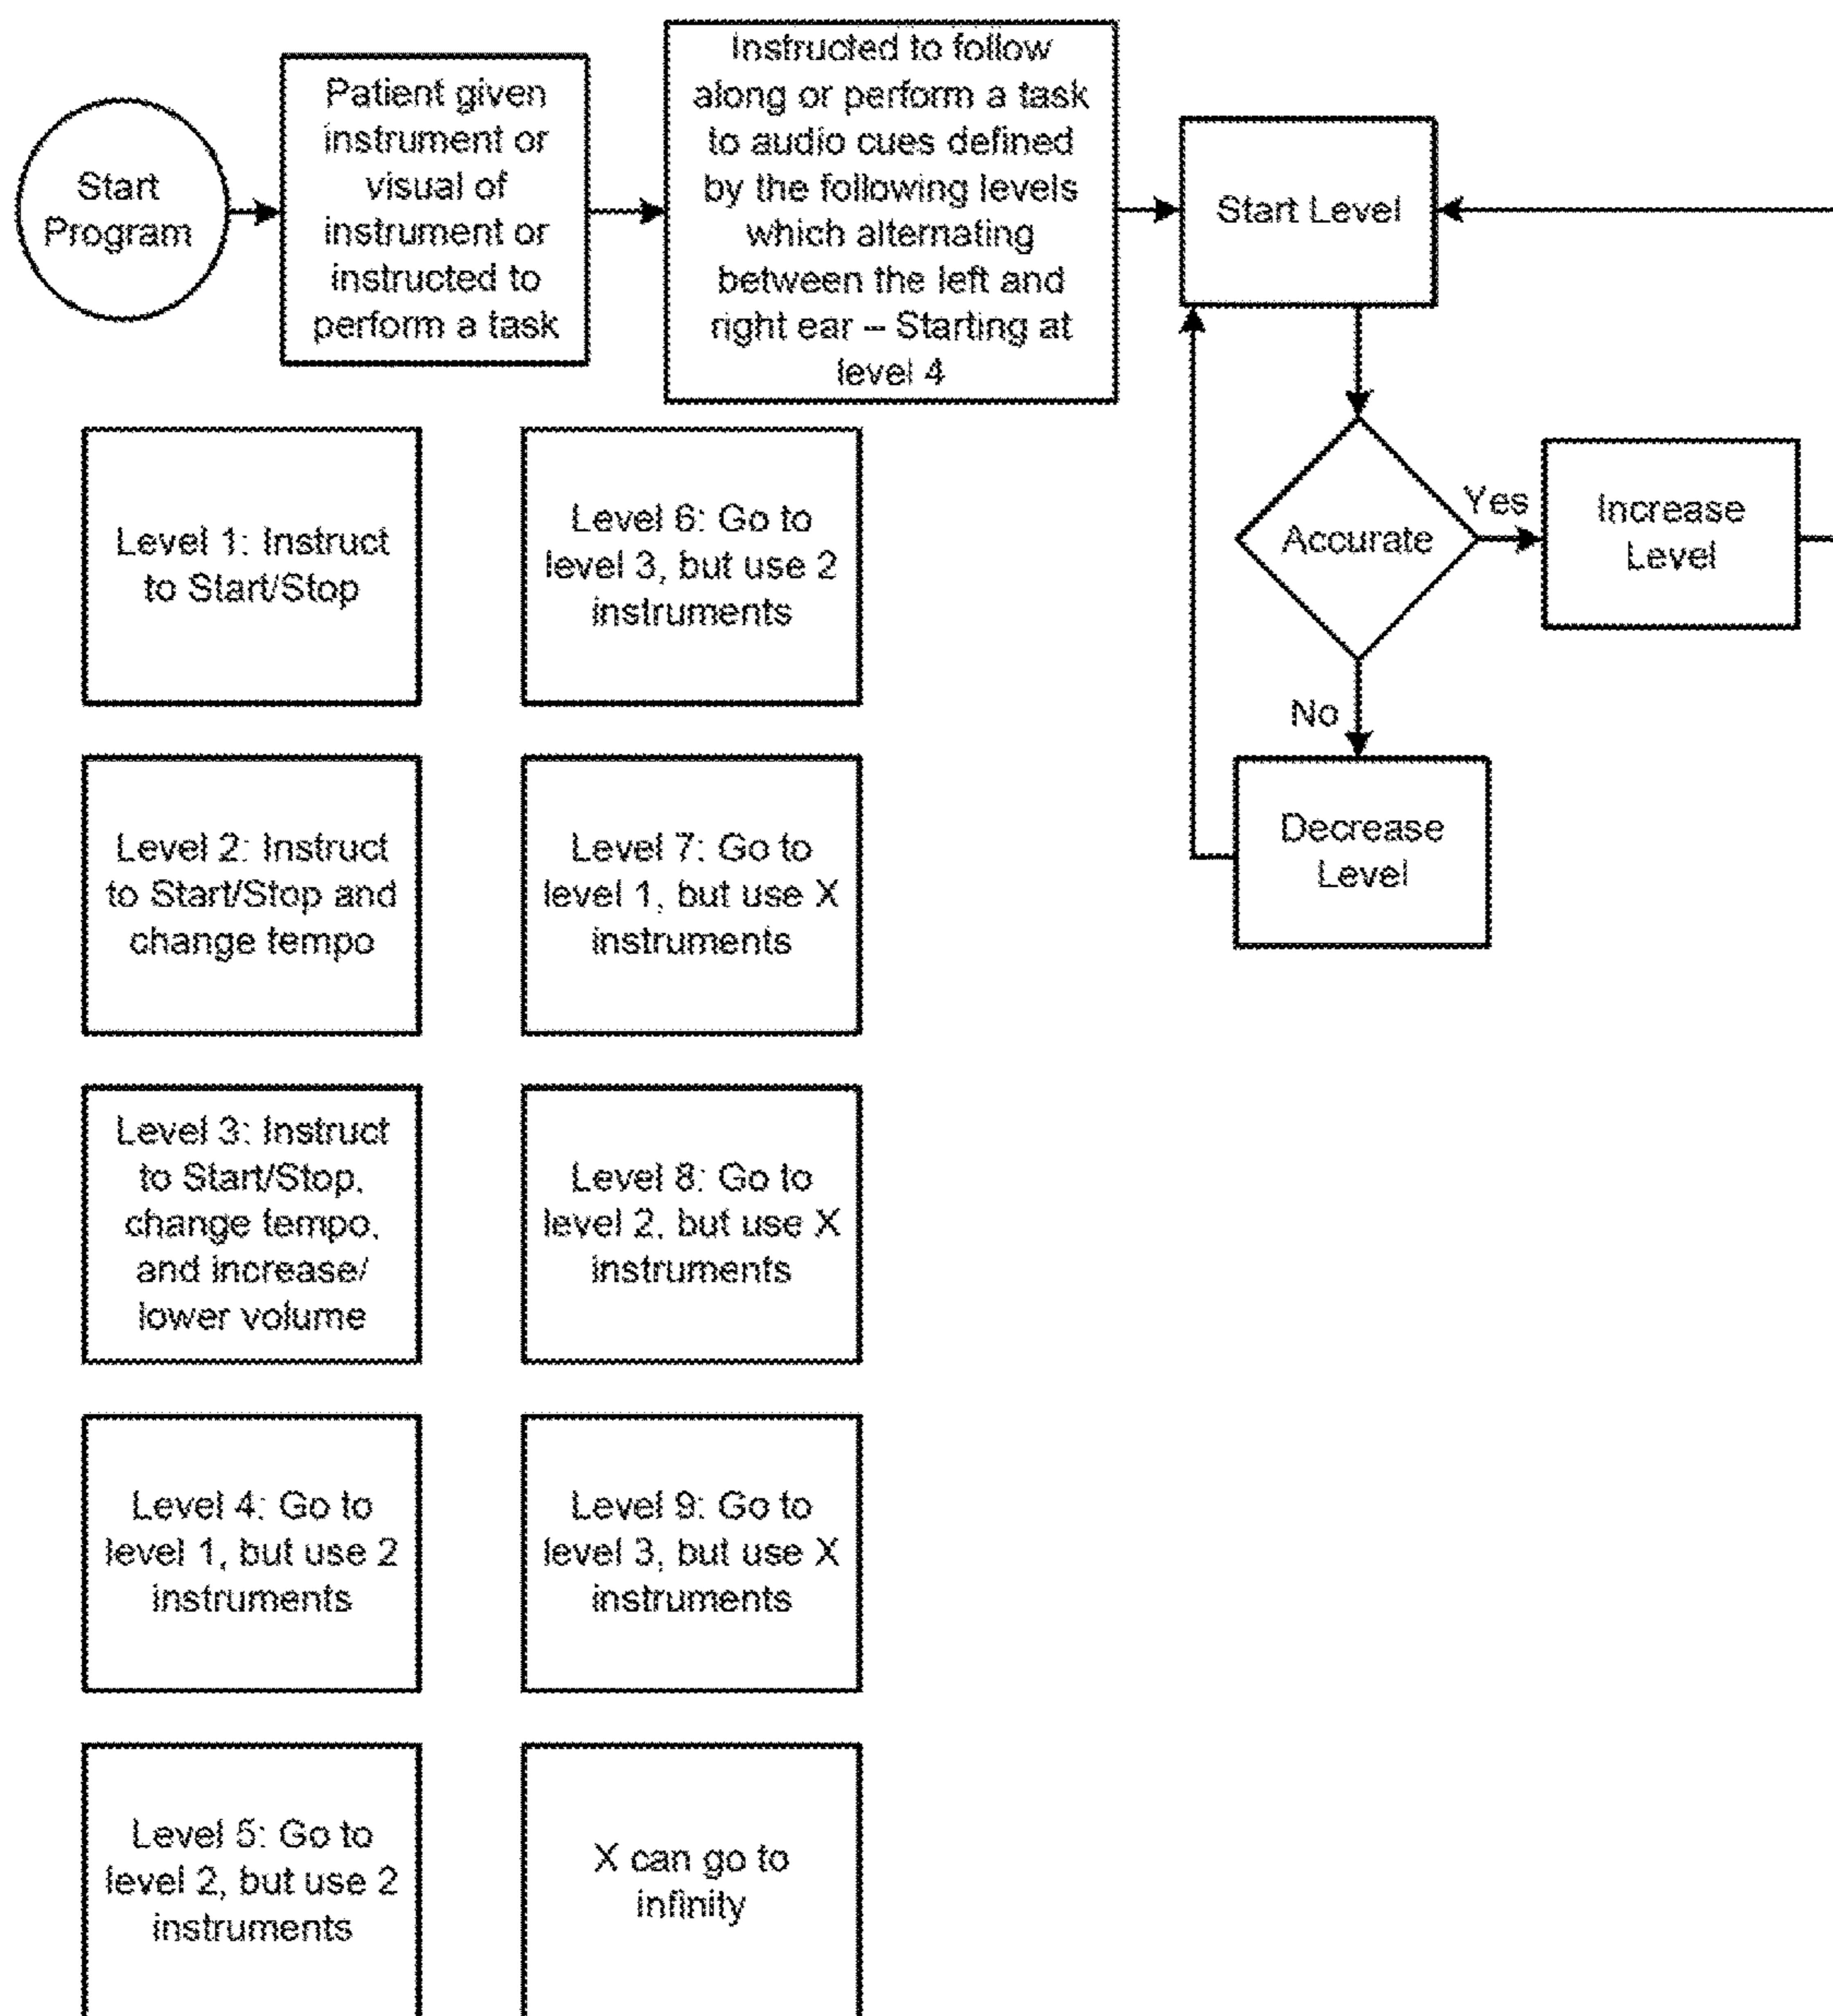 Start
Program
Patient given
instrument or
visual of
instrument or
instructed to
perform a task
Instructed to follow
along or perform a task
to audio cues defined
by the following levels
which alternating
between the left and
right ear – Starting at
level 4
Start Level
Accurate
Yes
Increase
Level
No
Decrease
Level
Level 1: Instruct
to Start/Stop
Level 2: Instruct
to Start/Stop and
change tempo
Level 3: Instruct
to Start/Stop,
change tempo,
and increase/
lower volume
Level 4: Go to
level 1, but use 2
instruments
Level 5: Go to
level 2, but use 2
instruments
Level 6: Go to
level 3, but use 2
instruments
Level 7: Go to
level 1, but use X
instruments
Level 8: Go to
level 2, but use X
instruments
Level 9: Go to
level 3, but use X
instruments
X can go to
infinity